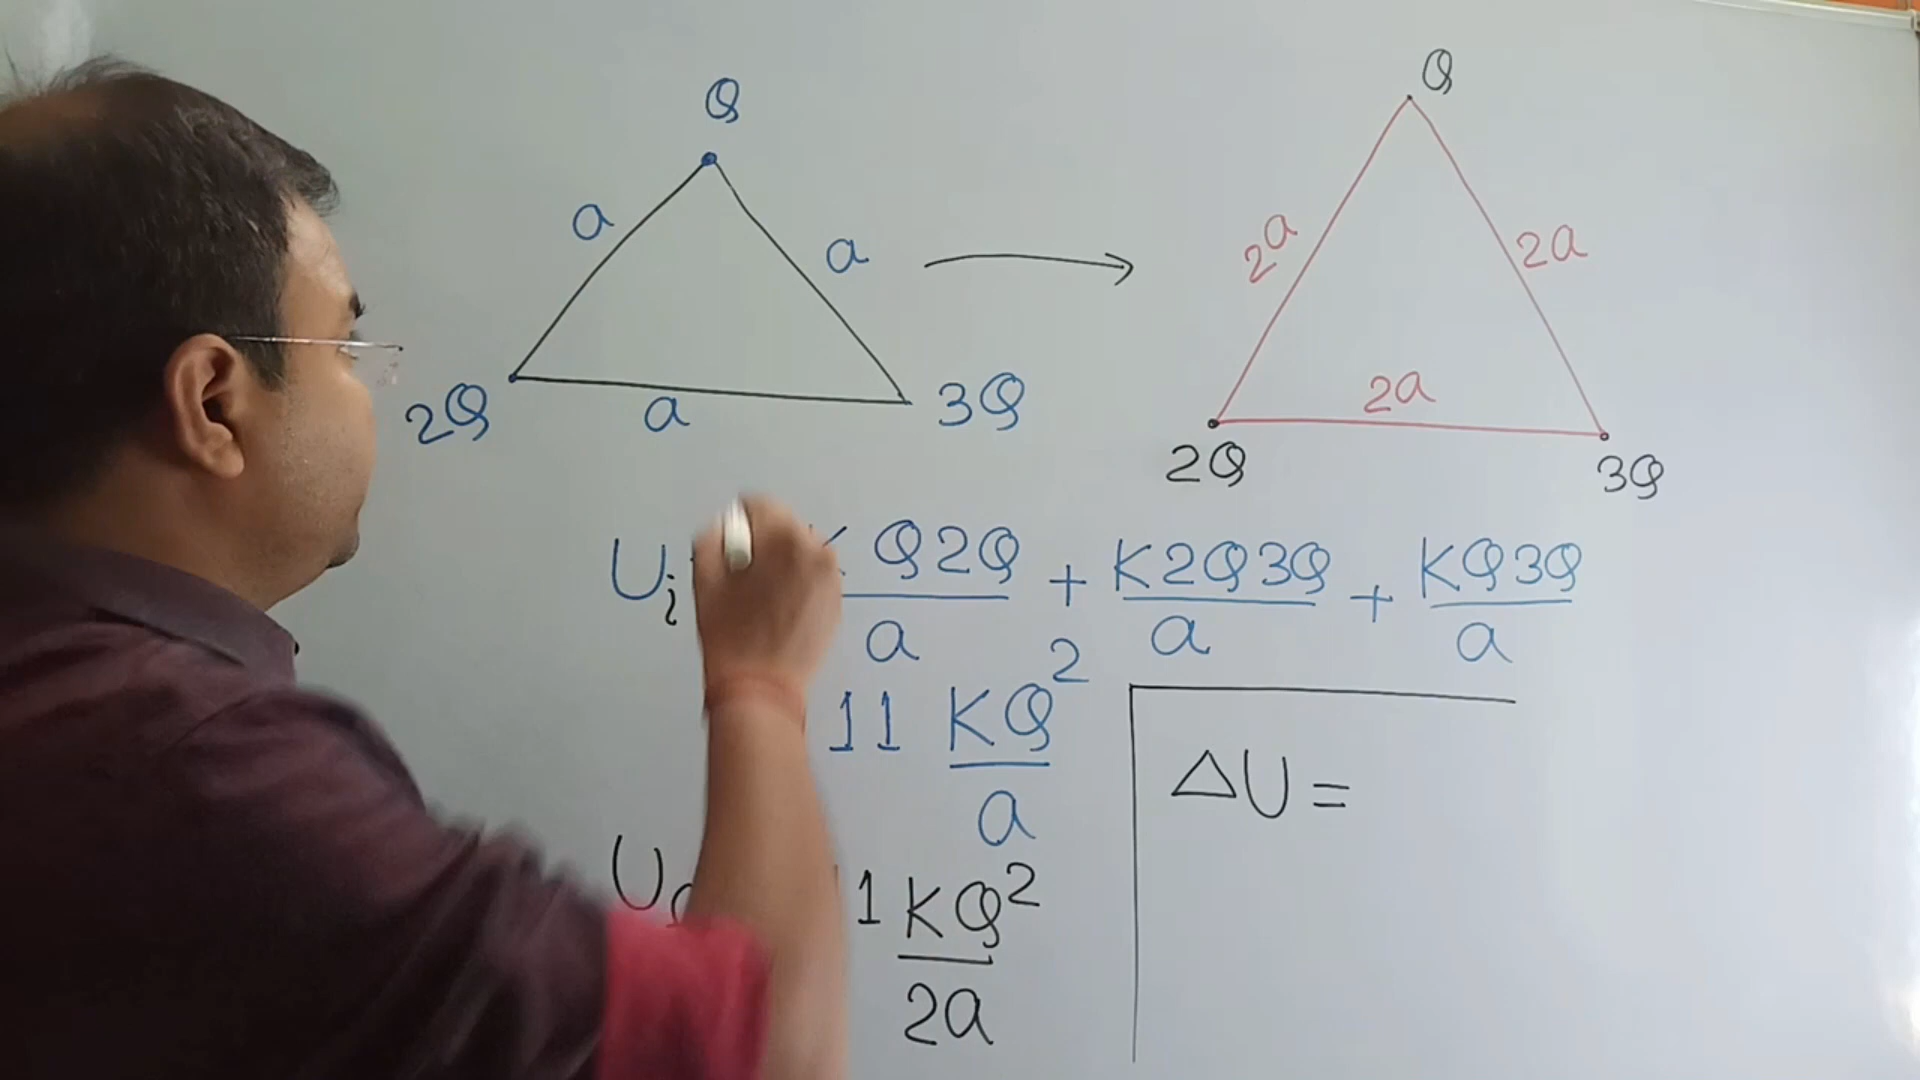 Q
Q
a
a
2a
2a
2Q
a
3Q
2a
2Q
3Q
Ui K Q2Q + K2Q3Q + KQ3Q
a a a
11 KQ²
a
ΔU =
U 1 KQ²
2a